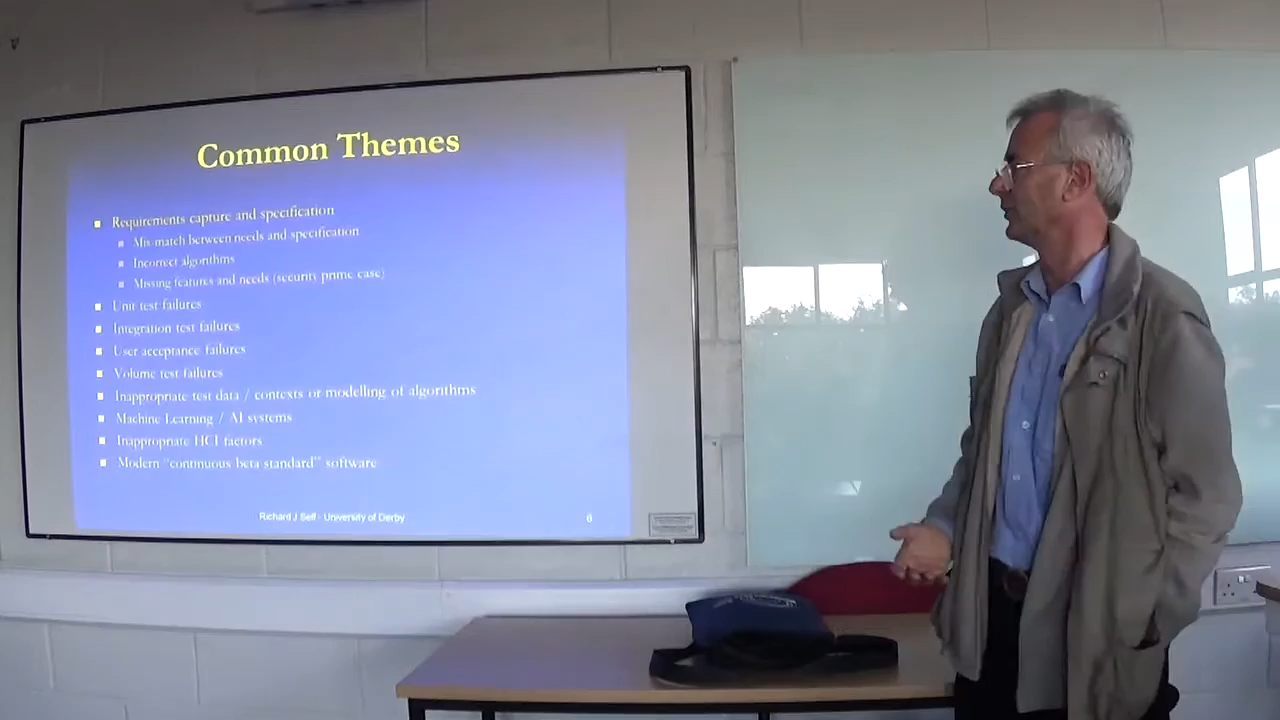 Common Themes
Requirements capture and specification
Mis-match between needs and specification
Incorrect algorithms
Missing features and needs (security prime case)
Unit test failures
Integration test failures
User acceptance failures
Volume test failures
Inappropriate test data / contexts or modelling of algorithms
Machine Learning / AI systems
Inappropriate HCI factors
Modern "continuous beta standard" software
Richard J Self - University of Derby
6